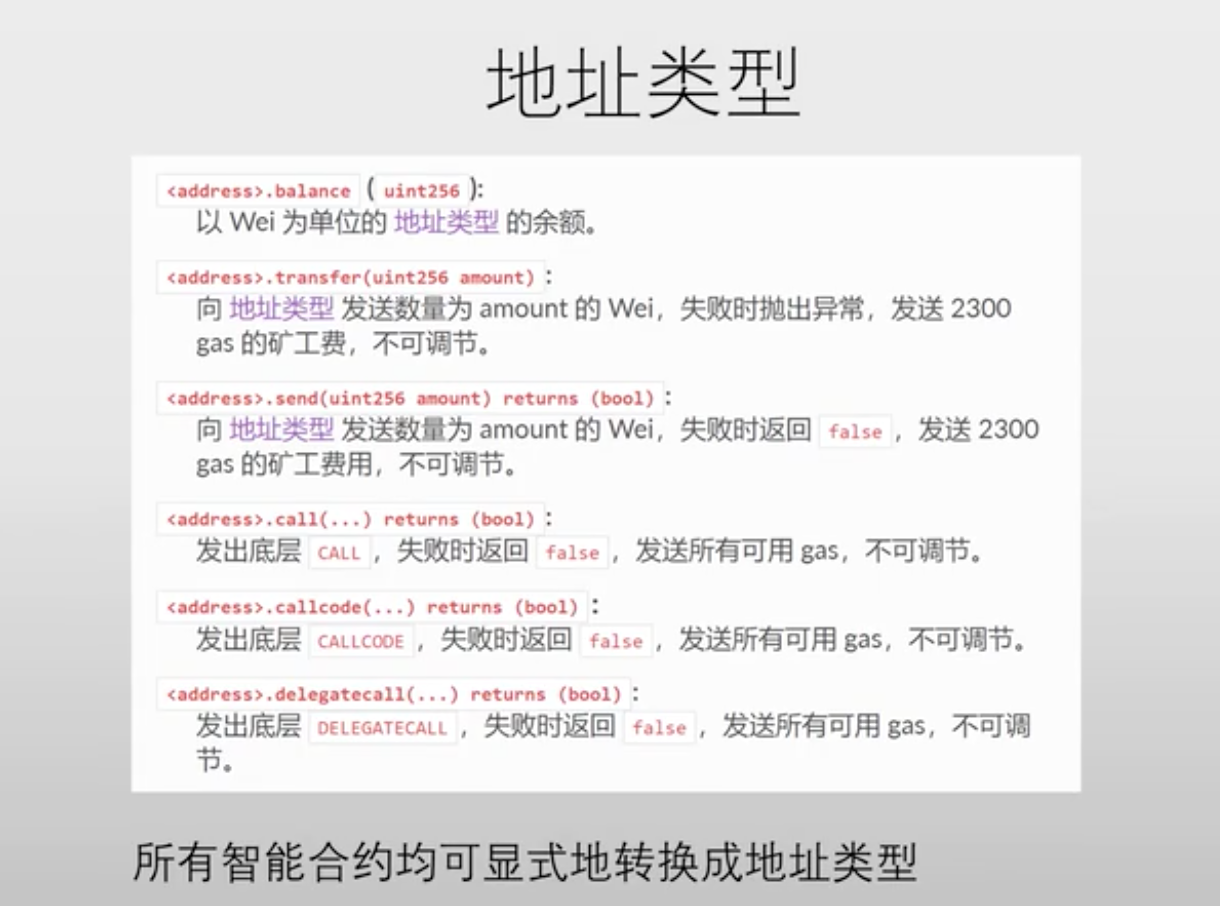 地址类型
<address>.balance ( uint256 ):
以 Wei 为单位的 地址类型 的余额。
<address>.transfer(uint256 amount) :
向 地址类型 发送数量为 amount 的 Wei，失败时抛出异常，发送 2300
gas 的矿工费，不可调节。
<address>.send(uint256 amount) returns (bool) :
向 地址类型 发送数量为 amount 的 Wei，失败时返回 false ，发送 2300
gas 的矿工费用，不可调节。
<address>.call(...) returns (bool) :
发出底层 CALL ，失败时返回 false ，发送所有可用 gas，不可调节。
<address>.callcode(...) returns (bool) :
发出底层 CALLCODE ，失败时返回 false ，发送所有可用 gas，不可调节。
<address>.delegatecall(...) returns (bool) :
发出底层 DELEGATECALL ，失败时返回 false ，发送所有可用 gas，不可调
节。
所有智能合约均可显式地转换成地址类型